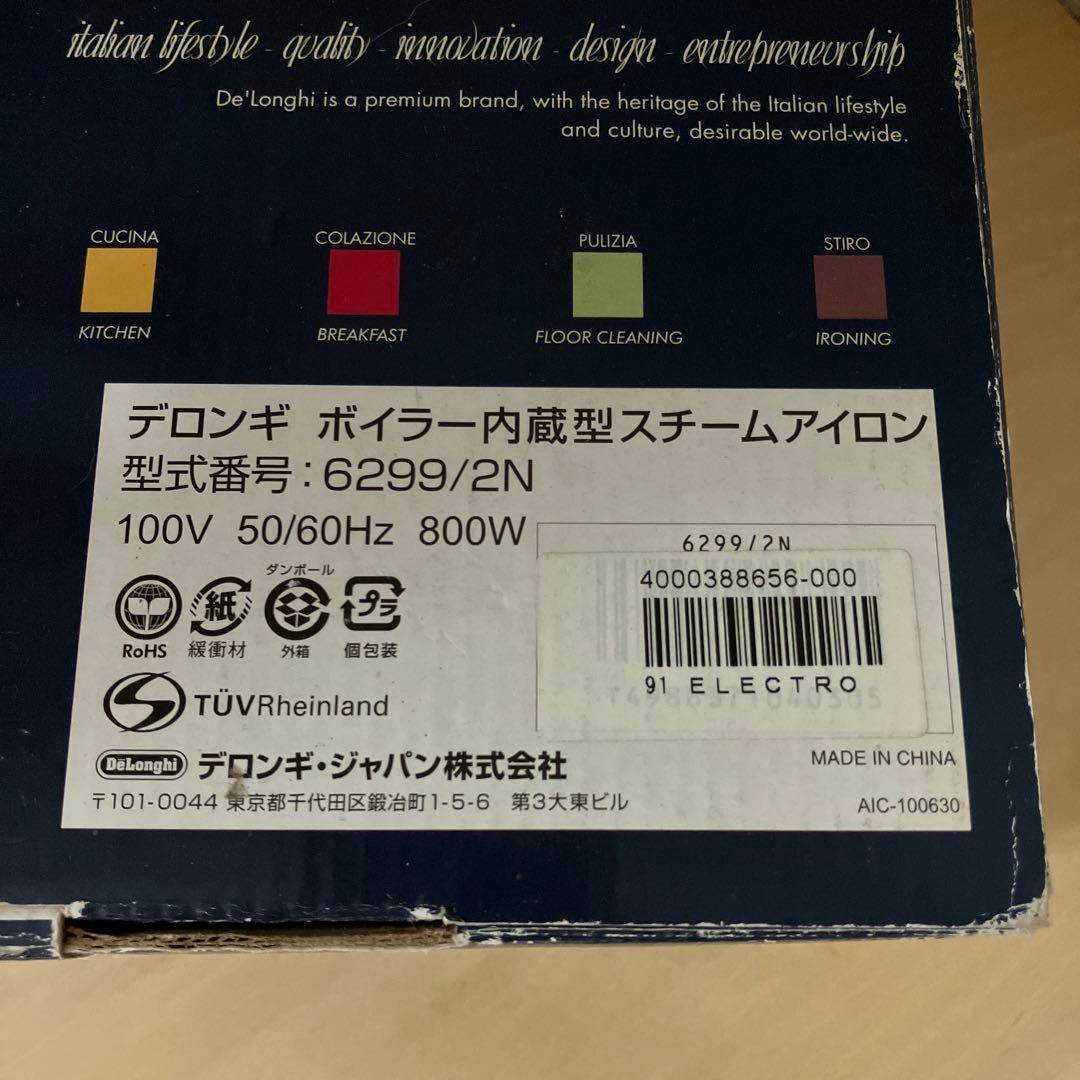 italian lifestyle - quality - innovation - design - entrepreneurship
De'Longhi is a premium brand, with the heritage of the Italian lifestyle
and culture, desirable world-wide.
CUCINA COLAZIONE PULIZIA STIRO
KITCHEN BREAKFAST FLOOR CLEANING IRONING
デロンギ ボイラー内蔵型スチームアイロン
型式番号:6299/2N
100V 50/60Hz 800W
6299/2N
4000388656-000
91 ELECTRO
ダンボール
紙 プラ
RoHS 緩衝材 外箱 個包装
TÜVRheinland
DeLonghi デロンギ・ジャパン株式会社
MADE IN CHINA
〒101-0044 東京都千代田区鍛冶町1-5-6 第3大東ビル
AIC-100630